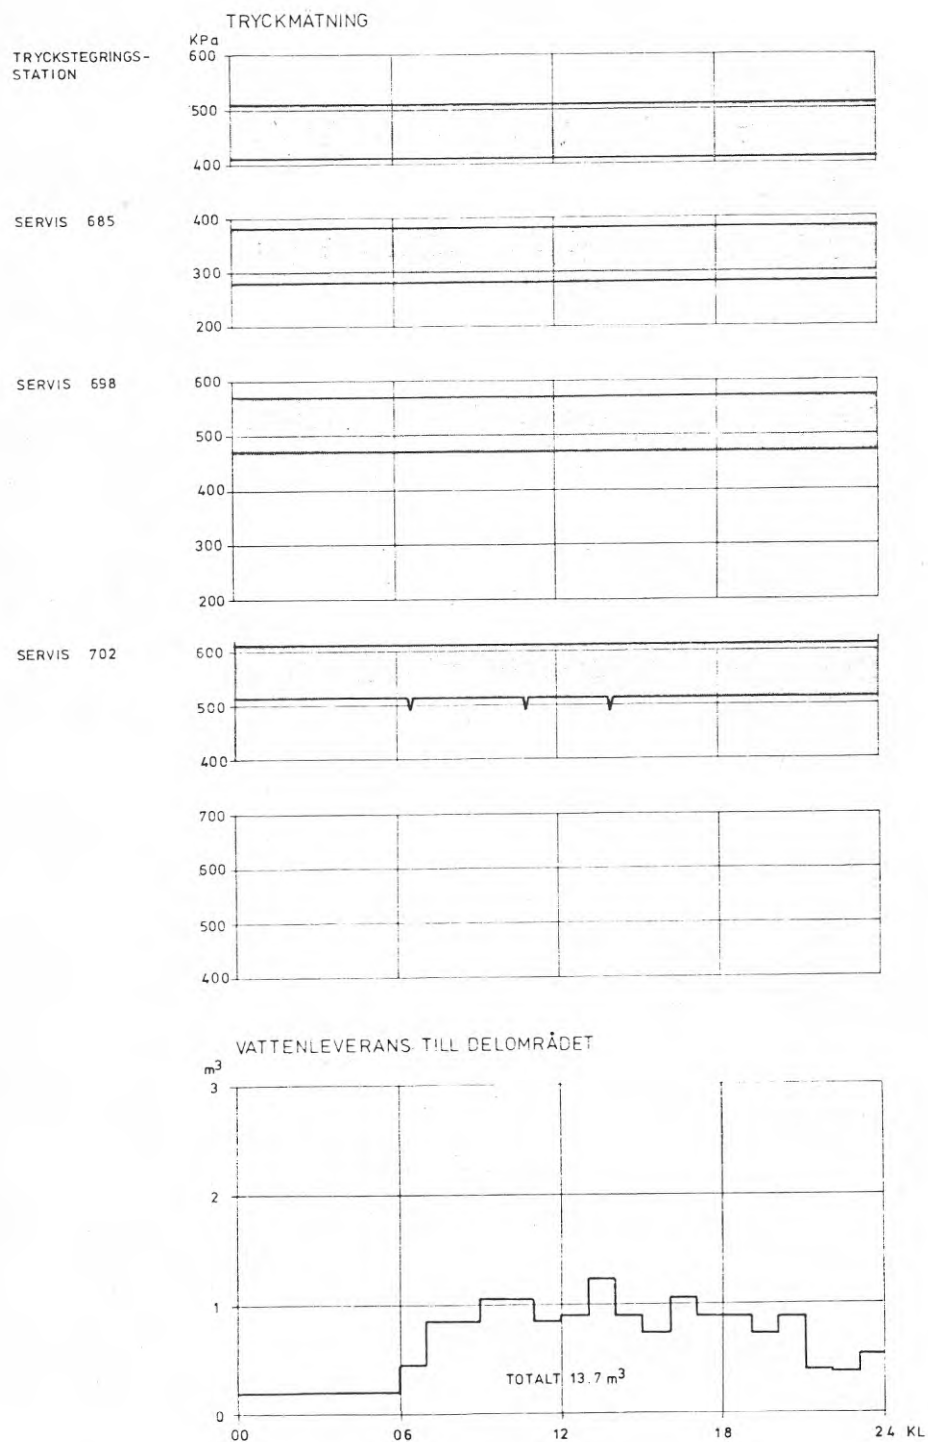 TRYCKMÄTNING
KPa
TRYCKSTEGRINGS-
STATION
600
500
400
SERVIS 685
400
300
200
SERVIS 698
600
500
400
300
200
SERVIS 702
600
500
400
700
600
500
400
VATTENLEVERANS TILL DELOMRÅDET
m³
3
2
1
0
TOTALT 13.7 m³
00 06 12 18 24 KL